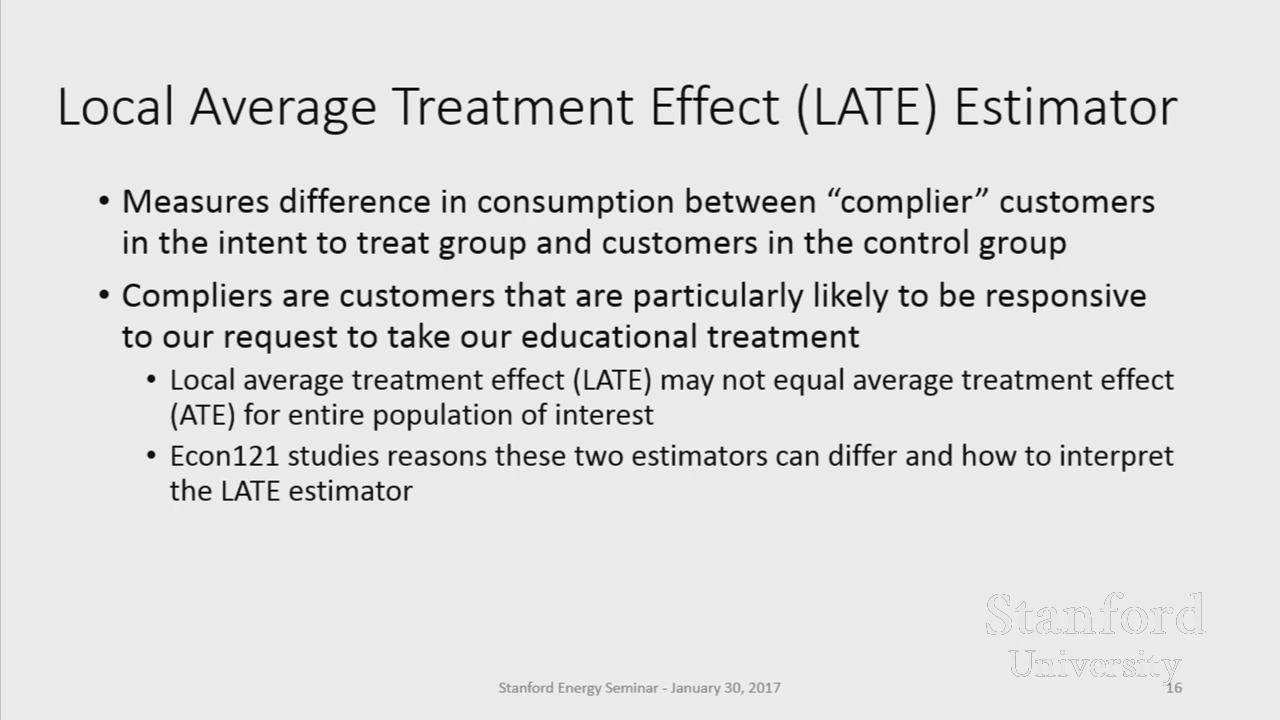 Local Average Treatment Effect (LATE) Estimator
• Measures difference in consumption between “complier” customers
in the intent to treat group and customers in the control group
• Compliers are customers that are particularly likely to be responsive
to our request to take our educational treatment
• Local average treatment effect (LATE) may not equal average treatment effect
(ATE) for entire population of interest
• Econ121 studies reasons these two estimators can differ and how to interpret
the LATE estimator
Stanford
University
Stanford Energy Seminar - January 30, 2017
16